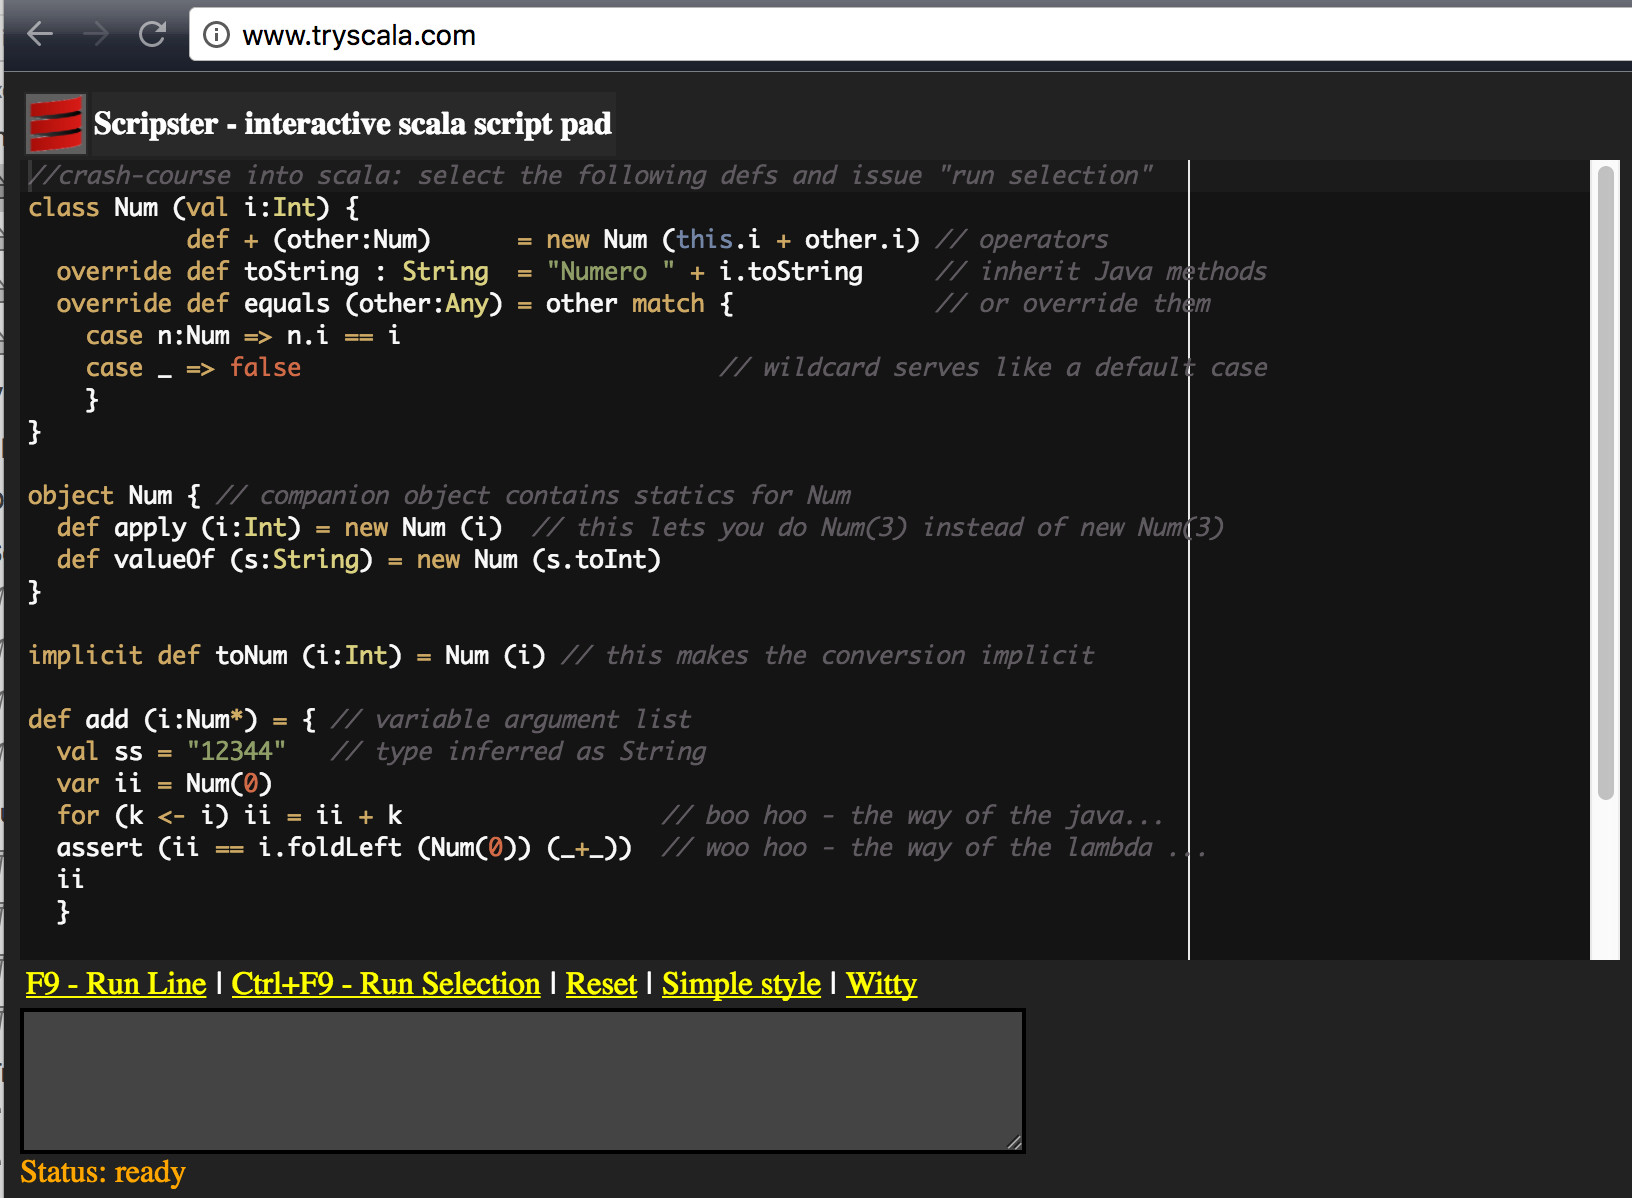 www.tryscala.com
Scripster - interactive scala script pad
//crash-course into scala: select the following defs and issue "run selection"
class Num (val i:Int) {
           def + (other:Num)      = new Num (this.i + other.i) // operators
  override def toString : String  = "Numero " + i.toString     // inherit Java methods
  override def equals (other:Any) = other match {              // or override them
    case n:Num => n.i == i
    case _ => false                             // wildcard serves like a default case
    }
}
object Num { // companion object contains statics for Num
  def apply (i:Int) = new Num (i)  // this lets you do Num(3) instead of new Num(3)
  def valueOf (s:String) = new Num (s.toInt)
}
implicit def toNum (i:Int) = Num (i) // this makes the conversion implicit
def add (i:Num*) = { // variable argument list
  val ss = "12344"   // type inferred as String
  var ii = Num(0)
  for (k <- i) ii = ii + k                  // boo hoo - the way of the java...
  assert (ii == i.foldLeft (Num(0)) (_+_))  // woo hoo - the way of the lambda ...
  ii
  }
F9 - Run Line | Ctrl+F9 - Run Selection | Reset | Simple style | Witty
Status: ready